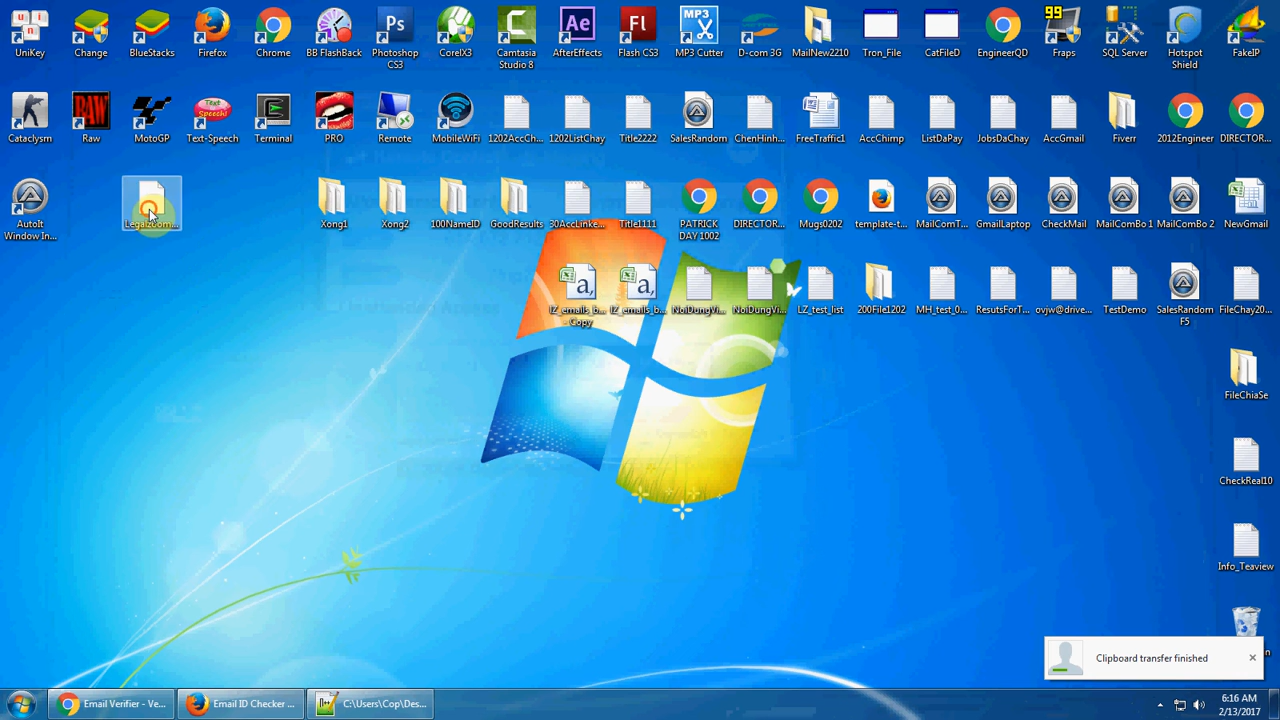 UniKey
Change
BlueStacks
Firefox
Chrome
BB FlashBack
Photoshop CS3
CorelX3
Camtasia Studio 8
AfterEffects
Flash CS3
MP3 Cutter
D-com 3G
MailNew2210
Tron_File
CatFileD
EngineerQD
Fraps
SQL Server
Hotspot Shield
FakeIP
Cataclysm
Raw
MotoGP
Text-Speech
Terminal
PRO
Remote
MobileWiFi
1202AccCh...
1202ListChay
Title2222
SalesRandom
ChenHinh...
FreeTraffic1
AccChimp
ListDaPay
JobsDaChay
AccGmail
Fiverr
2012Engineer
DIRECTOR...
AutoIt Window In...
LegalzCom...
Xong1
Xong2
100NameID
GoodResults
30AccLinke...
Title1111
PATRICK DAY 1002
DIRECTOR...
Mugs0202
template-t...
MailComT...
GmailLaptop
CheckMail
MailComBo 1
MailComBo 2
NewGmail
IZ_emails_b... - Copy
IZ_emails_b...
NoiDungVi...
NoiDungVi...
LZ_test_list
200File1202
MH_test_0...
ResutsForT...
ovjw@drive...
TestDemo
SalesRandom F5
FileChay20...
FileChiaSe
CheckReal10
Info_Teaview
Clipboard transfer finished
Email Verifier - Ve...
Email ID Checker ...
C:\Users\Cop\Des...
6:16 AM
2/13/2017